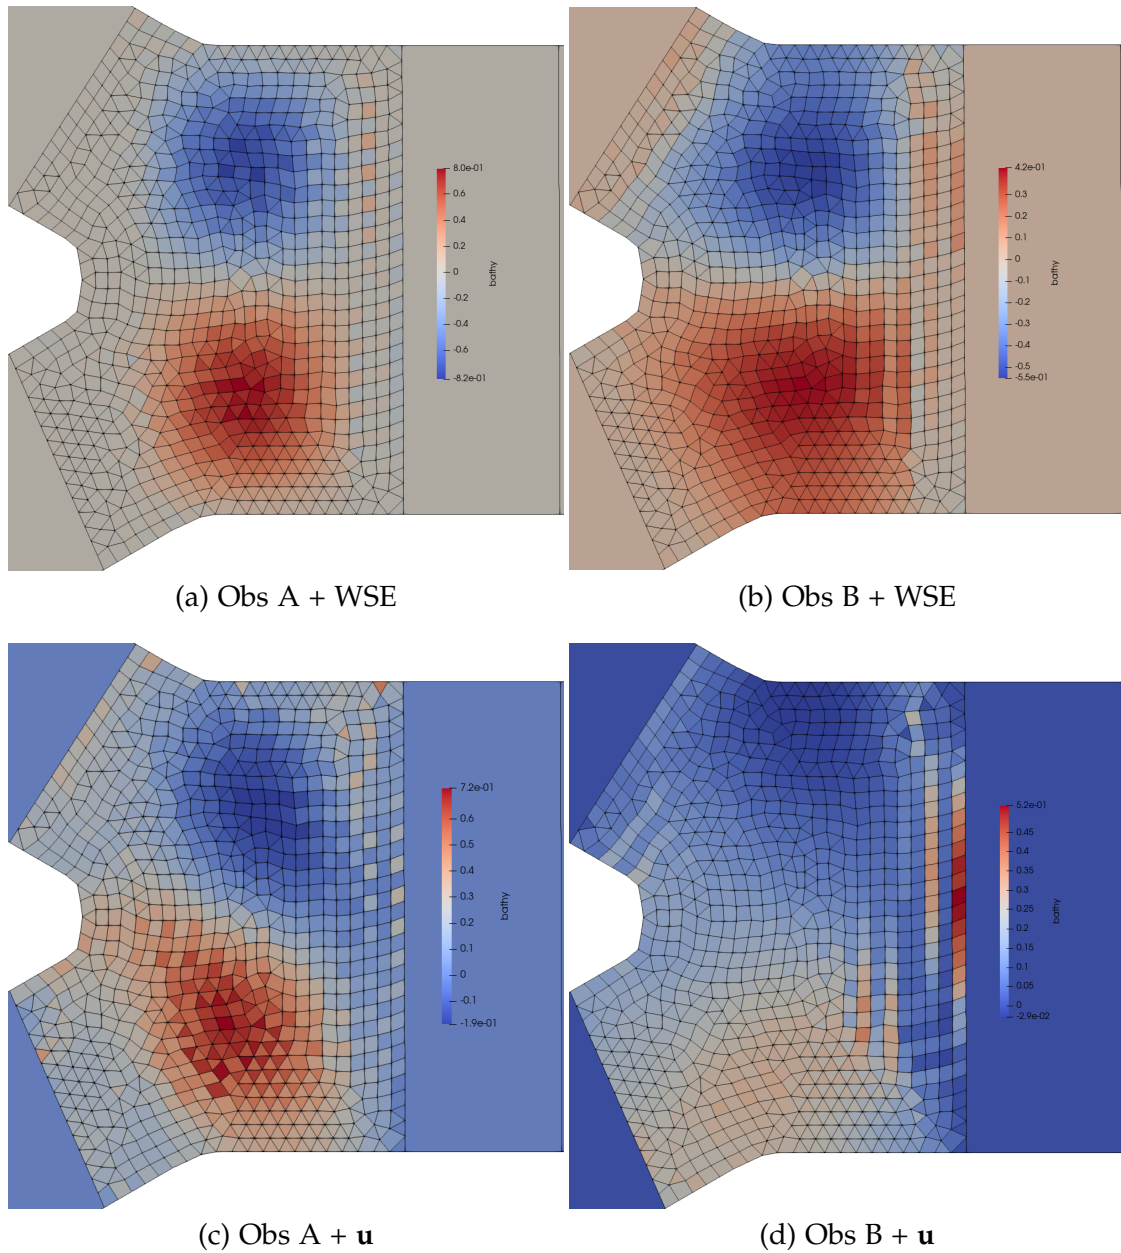 8.0e-01
0.6
0.4
0.2
0
-0.2
-0.4
-0.6
-8.2e-01
bathy
4.2e-01
0.3
0.2
0.1
0
-0.1
-0.2
-0.3
-0.4
-0.5
-5.5e-01
bathy
(a) Obs A + WSE
(b) Obs B + WSE
7.2e-01
0.6
0.5
0.4
0.3
0.2
0.1
0
-0.1
-1.9e-01
bathy
5.2e-01
0.45
0.4
0.35
0.3
0.25
0.2
0.15
0.1
0.05
0
-2.9e-02
bathy
(c) Obs A + u
(d) Obs B + u